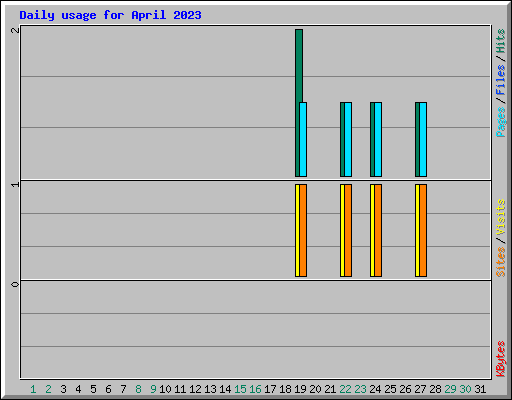 Daily usage for April 2023
2
1
0
Pages/Files/Hits
Sites/Visits
KBytes
1 2 3 4 5 6 7 8 9 10 11 12 13 14 15 16 17 18 19 20 21 22 23 24 25 26 27 28 29 30 31